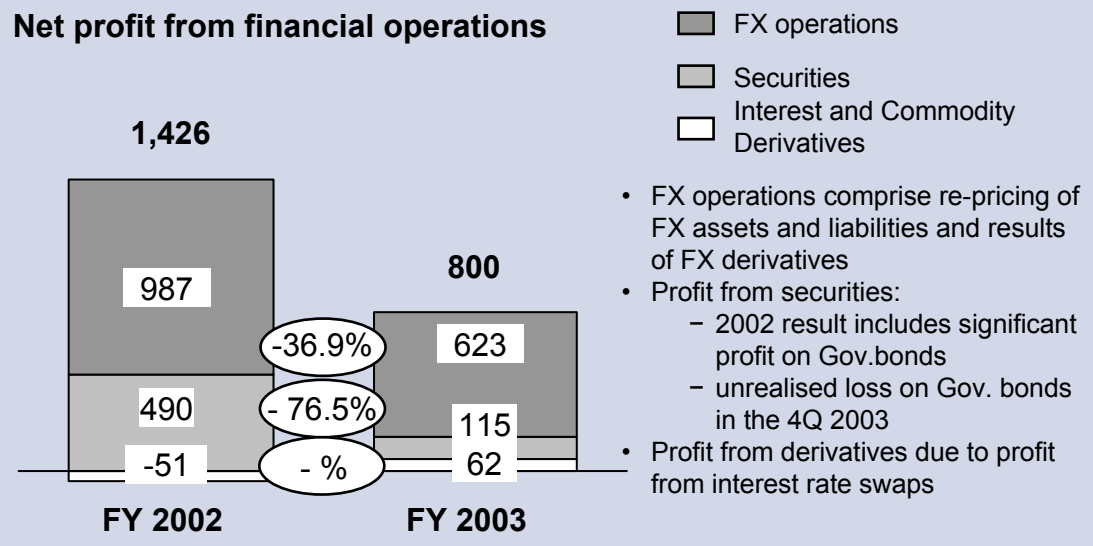 Net profit from financial operations
FX operations
Securities
Interest and Commodity
Derivatives
1,426
987
490
-51
FY 2002
-36.9%
- 76.5%
- %
800
623
115
62
FY 2003
• FX operations comprise re-pricing of
FX assets and liabilities and results
of FX derivatives
• Profit from securities:
− 2002 result includes significant
profit on Gov.bonds
− unrealised loss on Gov. bonds
in the 4Q 2003
• Profit from derivatives due to profit
from interest rate swaps